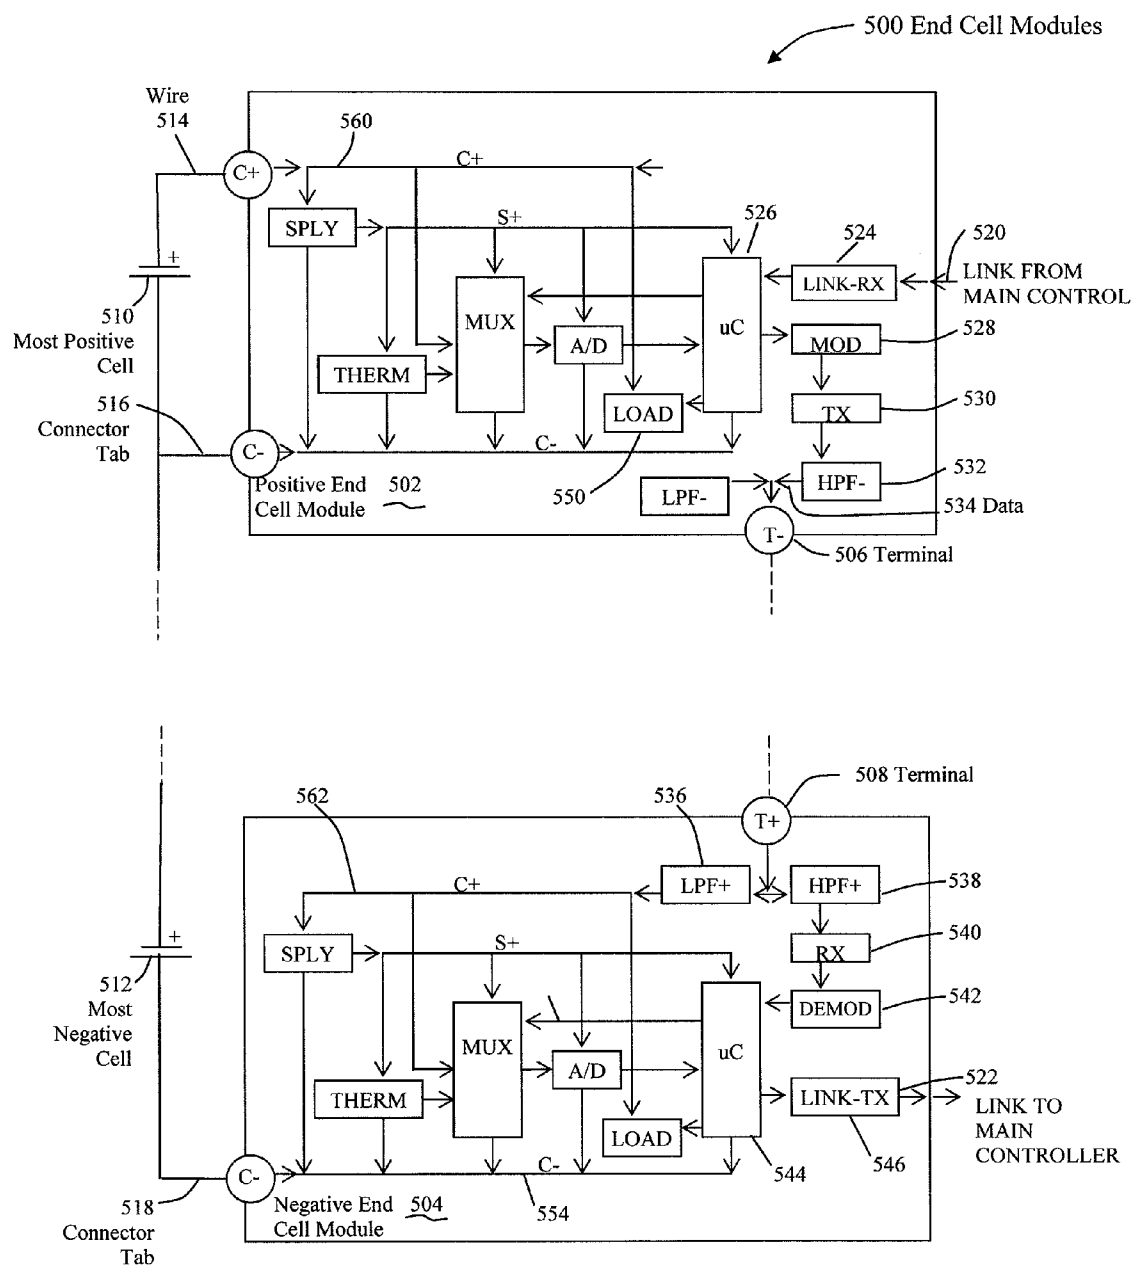 500 End Cell Modules
Wire
514
560
C+
C+
SPLY
S+
526
524
520
LINK-RX
LINK FROM
MAIN CONTROL
+
510
Most Positive
Cell
MUX
uC
A/D
MOD
528
THERM
516
Connector
Tab
LOAD
TX
530
C-
C-
Positive End
Cell Module
502
550
LPF-
HPF-
532
534 Data
T-
506 Terminal
508 Terminal
562
536
T+
C+
LPF+
HPF+
538
+
SPLY
S+
RX
540
512
Most
Negative
Cell
MUX
uC
DEMOD
542
A/D
THERM
LINK-TX
522
LINK TO
MAIN
CONTROLLER
LOAD
C-
C-
544
546
518
Connector
Tab
Negative End
Cell Module
504
554